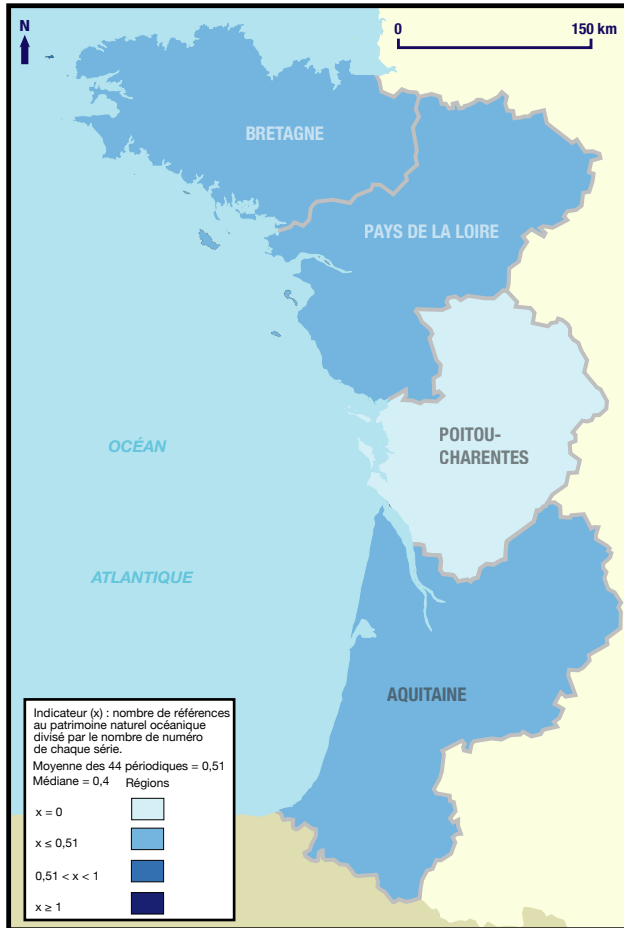 N
0 150 km
BRETAGNE
PAYS DE LA LOIRE
POITOU-
CHARENTES
OCÉAN
ATLANTIQUE
AQUITAINE
Indicateur (x) : nombre de références
au patrimoine naturel océanique
divisé par le nombre de numéro
de chaque série.
Moyenne des 44 périodiques = 0,51
Médiane = 0,4 Régions
x = 0
x ≤ 0,51
0,51 < x < 1
x ≥ 1